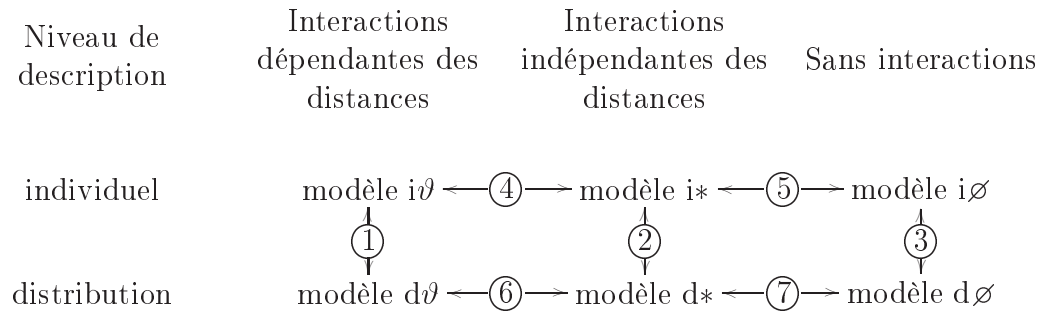 Niveau de
description
Interactions
dépendantes des
distances
Interactions
indépendantes des
distances
Sans interactions
individuel modèle iϑ 4 modèle i∗ 5 modèle i∅
1 2 3
distribution modèle dϑ 6 modèle d∗ 7 modèle d∅